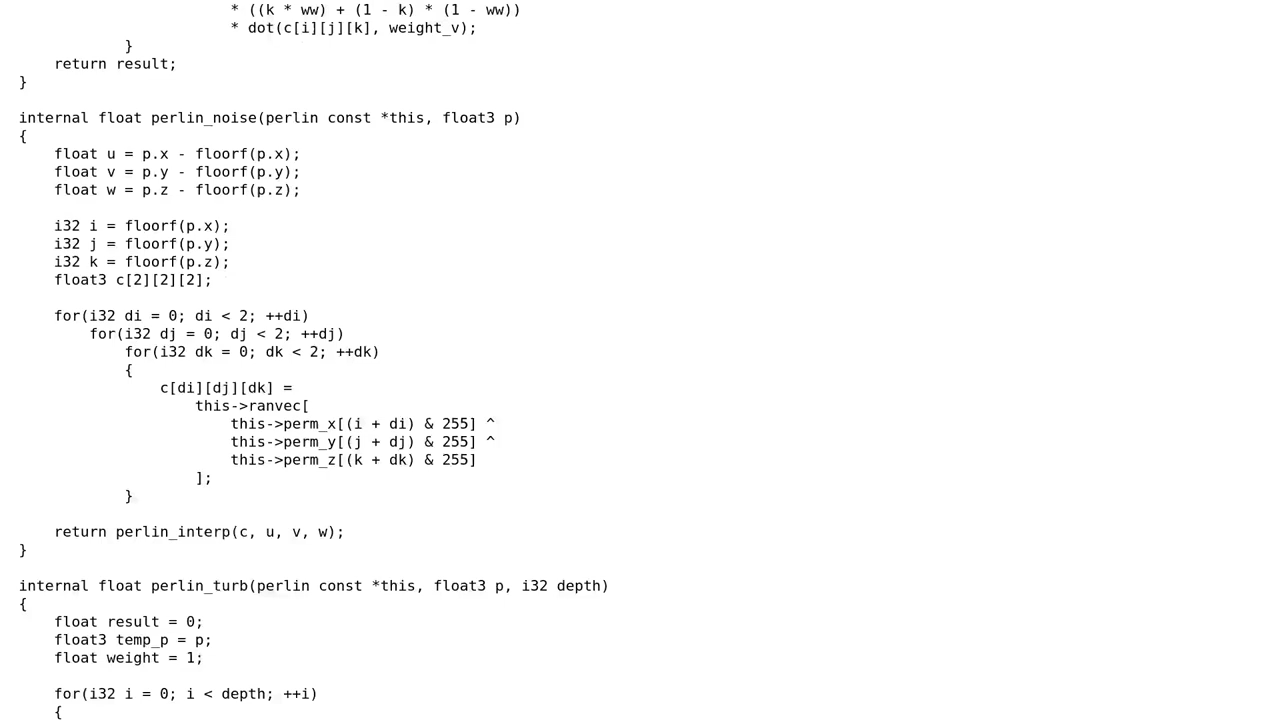 * ((k * ww) + (1 - k) * (1 - ww))
* dot(c[i][j][k], weight_v);
}
return result;
}
internal float perlin_noise(perlin const *this, float3 p)
{
float u = p.x - floorf(p.x);
float v = p.y - floorf(p.y);
float w = p.z - floorf(p.z);
i32 i = floorf(p.x);
i32 j = floorf(p.y);
i32 k = floorf(p.z);
float3 c[2][2][2];
for(i32 di = 0; di < 2; ++di)
for(i32 dj = 0; dj < 2; ++dj)
for(i32 dk = 0; dk < 2; ++dk)
{
c[di][dj][dk] =
this->ranvec[
this->perm_x[(i + di) & 255] ^
this->perm_y[(j + dj) & 255] ^
this->perm_z[(k + dk) & 255]
];
}
return perlin_interp(c, u, v, w);
}
internal float perlin_turb(perlin const *this, float3 p, i32 depth)
{
float result = 0;
float3 temp_p = p;
float weight = 1;
for(i32 i = 0; i < depth; ++i)
{